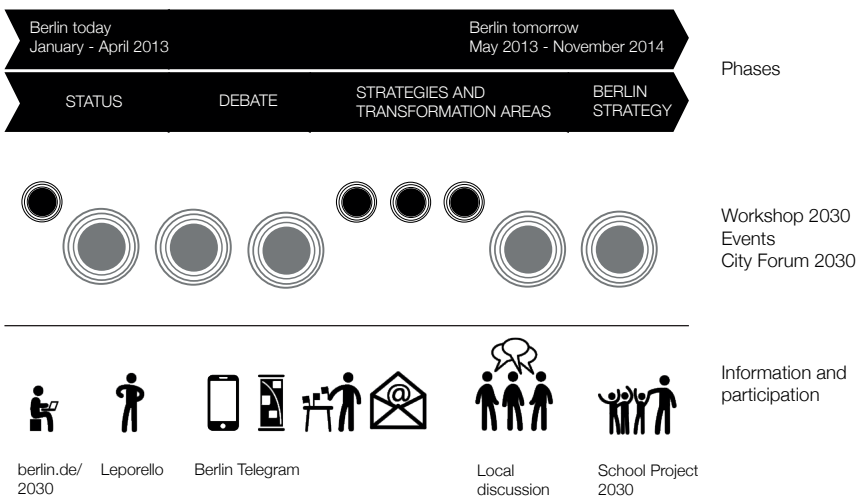 Berlin today
January - April 2013
Berlin tomorrow
May 2013 - November 2014
Phases
STATUS
DEBATE
STRATEGIES AND
TRANSFORMATION AREAS
BERLIN
STRATEGY
Workshop 2030
Events
City Forum 2030
Information and
participation
@
berlin.de/
2030
Leporello
Berlin Telegram
Local
discussion
School Project
2030